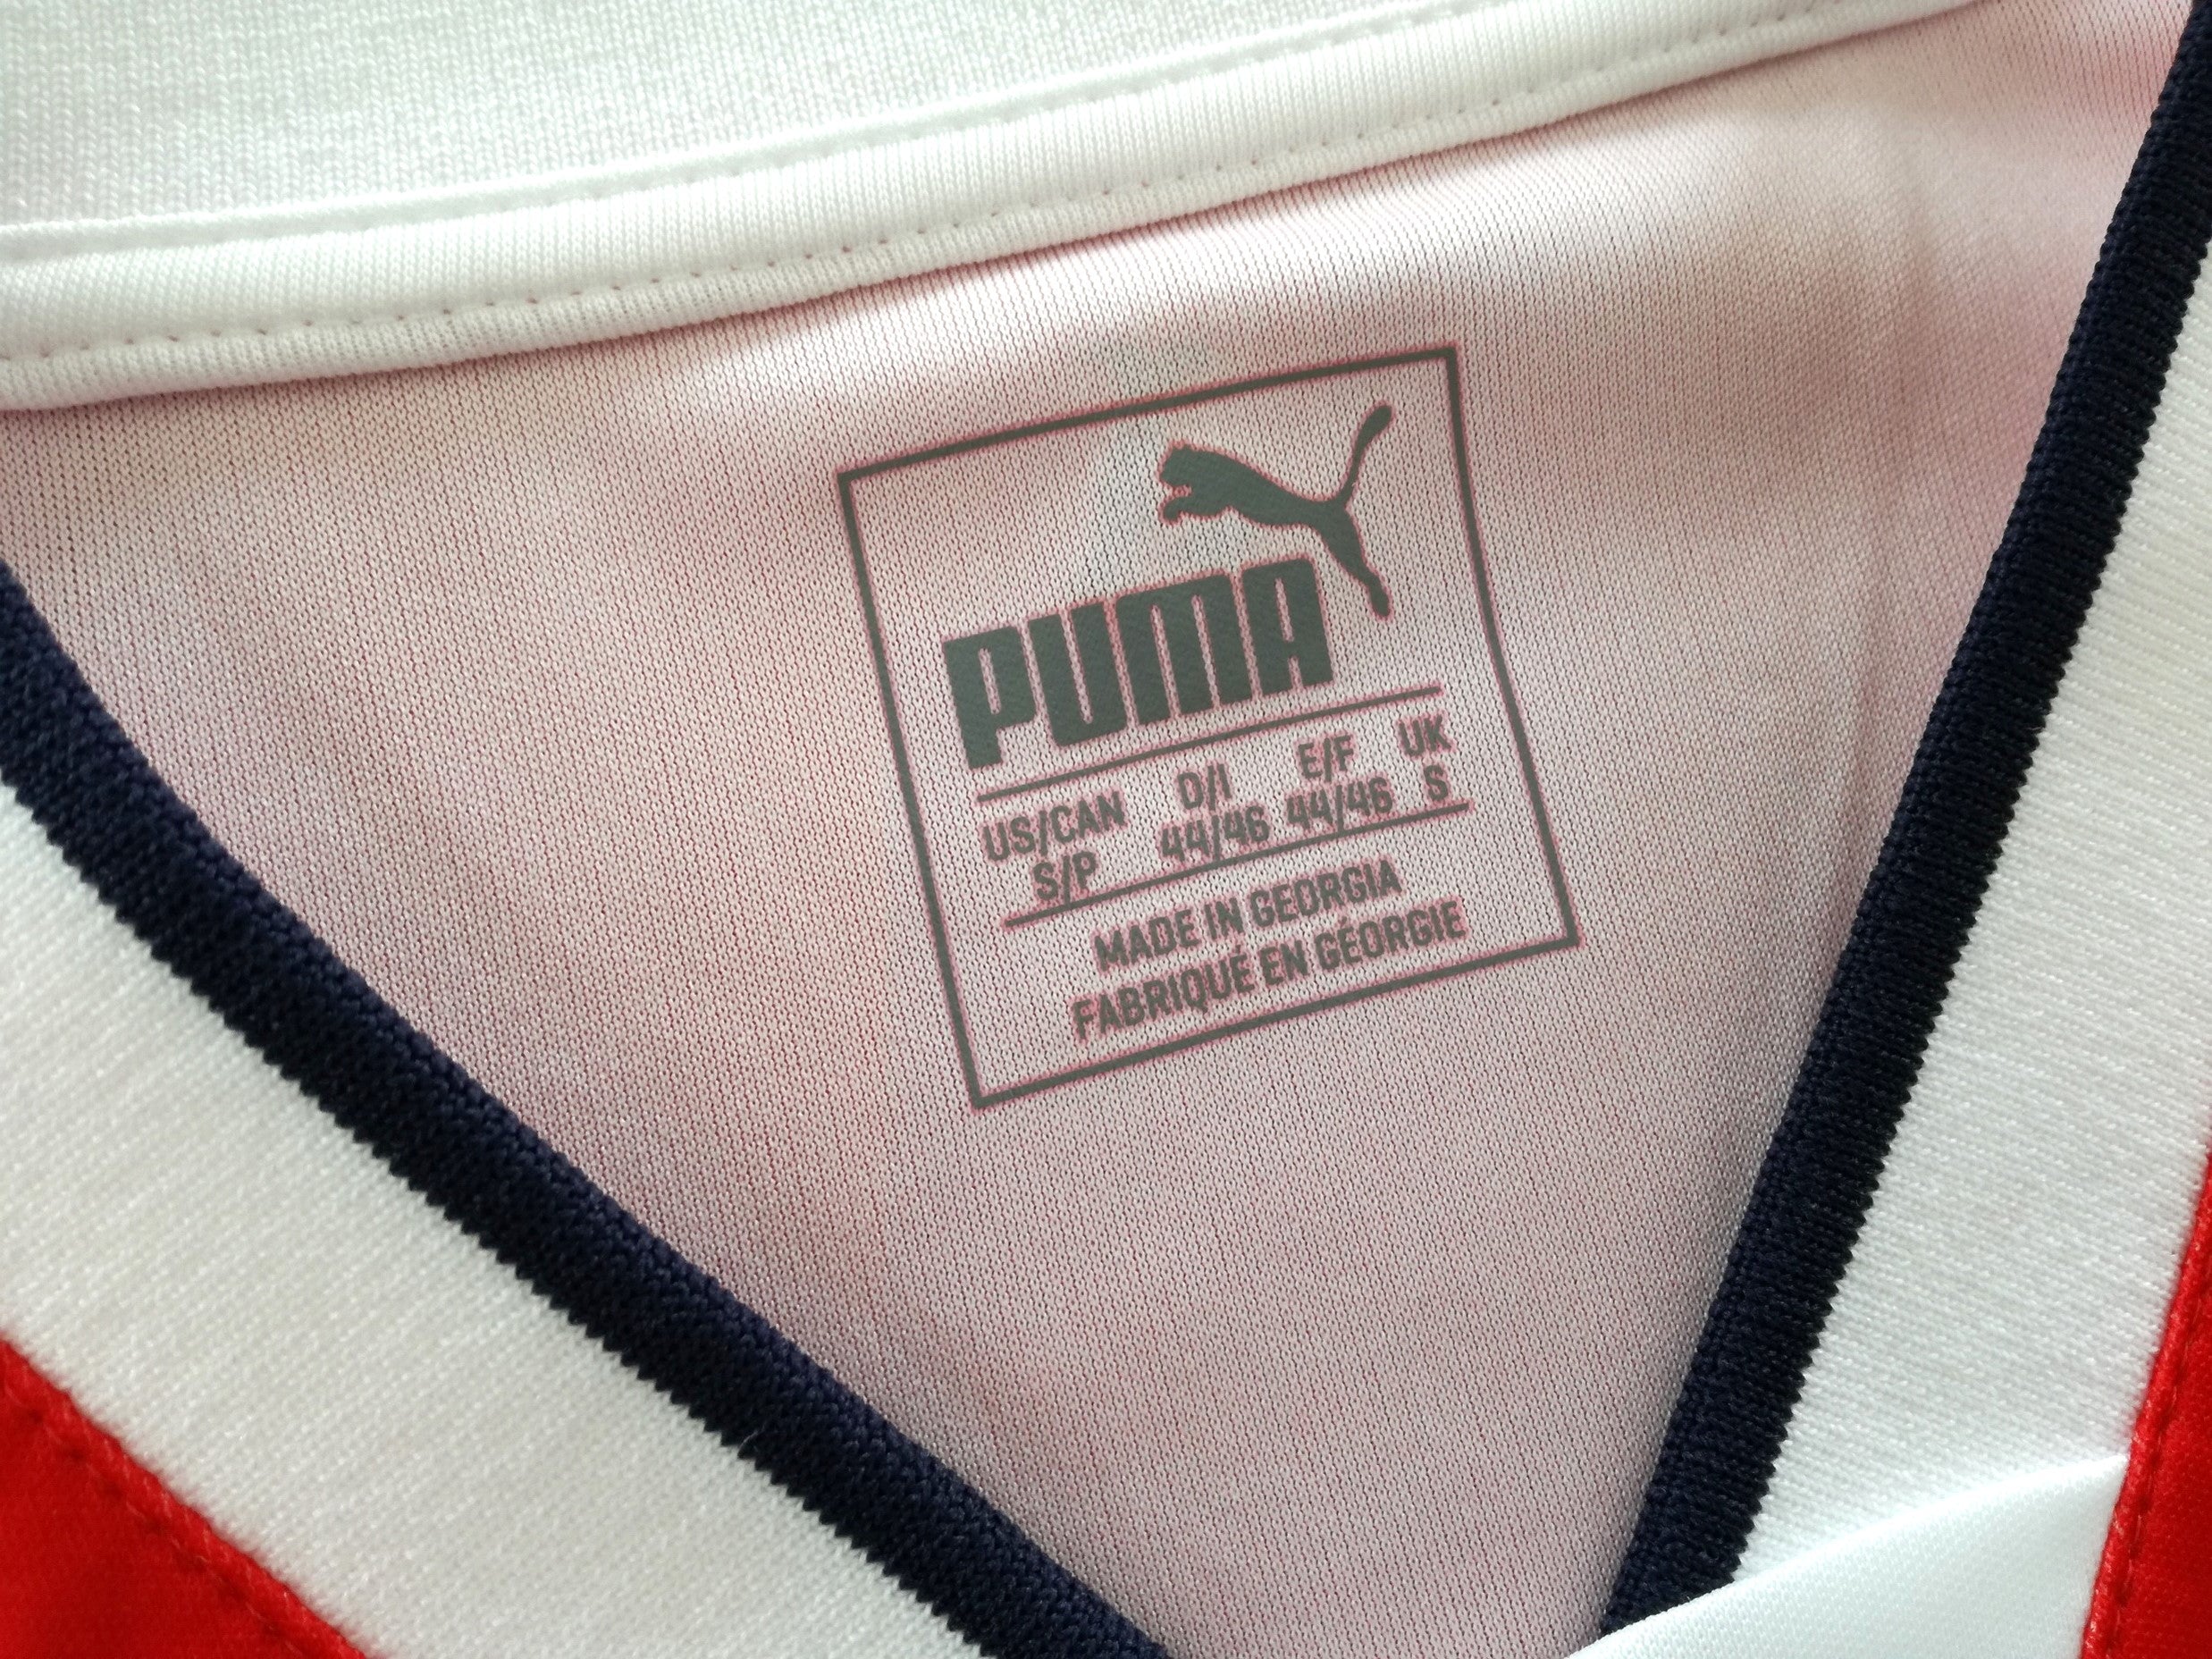 PUMA
US/CAN D/I E/F UK
S/P 44/46 44/46 S
MADE IN GEORGIA
FABRIQUÉ EN GÉORGIE